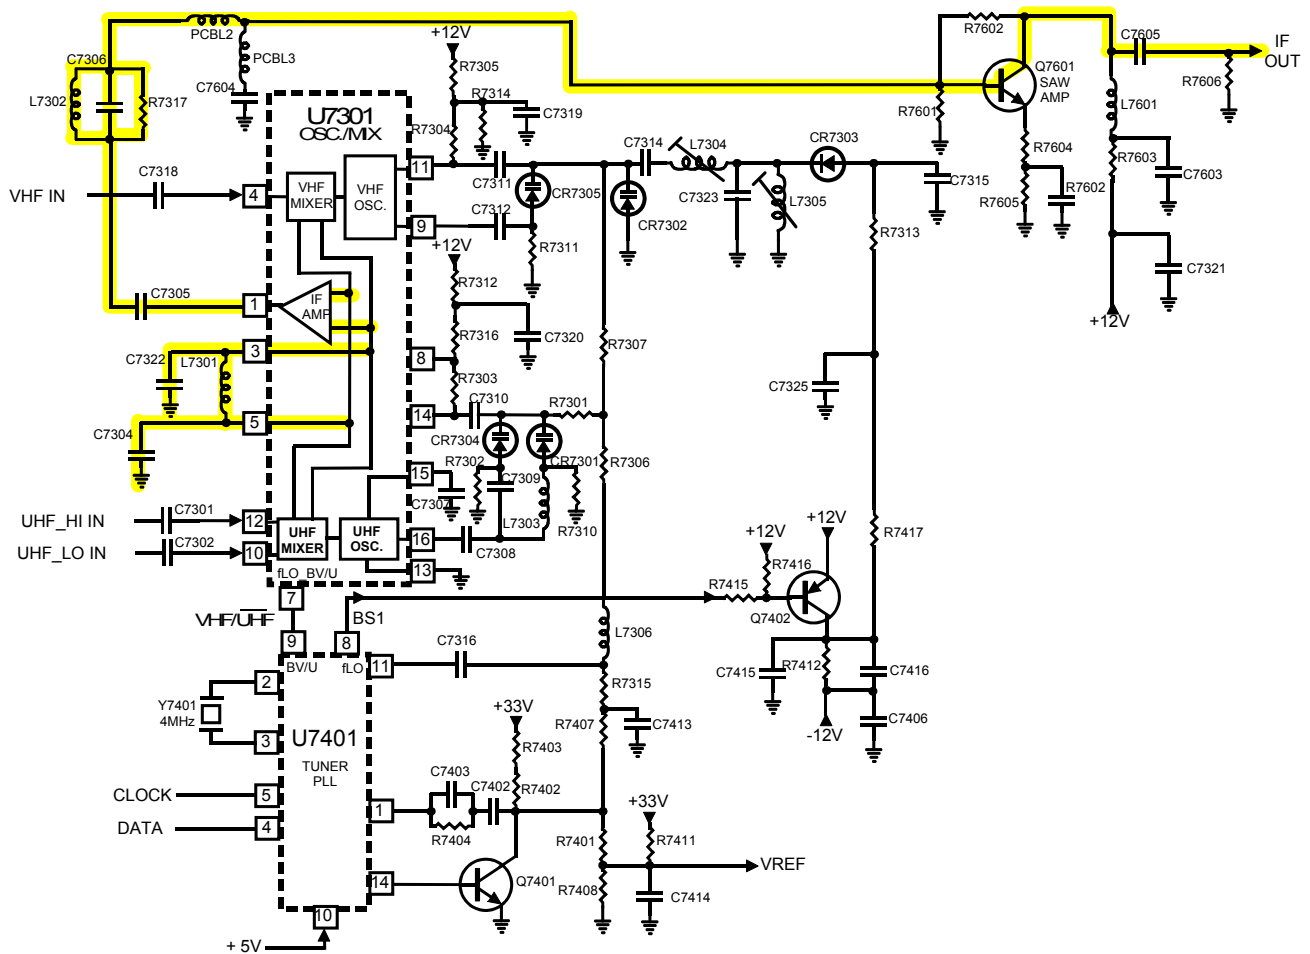 PCBL2
PCBL3
C7306
L7302
R7317
C7604
+12V
R7305
R7314
R7304
C7319
U7301
OSC./MIX
VHF IN
C7318
4
VHF
MIXER
VHF
OSC.
11
9
C7311
C7312
CR7305
R7311
C7314
L7304
CR7302
C7323
L7305
CR7303
C7315
R7313
R7602
R7601
Q7601
SAW
AMP
C7605
IF
OUT
R7606
L7601
R7604
R7603
R7605
R7602
C7603
C7321
+12V
C7305
1
IF
AMP
3
C7322
L7301
5
C7304
+12V
R7312
R7316
C7320
8
R7303
14
C7310
R7301
R7307
CR7304
CR7301
R7306
R7302
C7309
15
C7307
L7303
R7310
16
C7308
13
C7325
R7417
UHF_HI IN
C7301
12
UHF_LO IN
C7302
10
UHF
MIXER
UHF
OSC.
fLO_BV/U
7
VHF/UHF
9
8
BS1
BV/U
fLO
11
C7316
L7306
+12V
+12V
R7416
R7415
Q7402
C7415
R7412
C7416
-12V
C7406
2
Y7401
4MHz
3
U7401
TUNER
PLL
R7315
R7407
C7413
+33V
R7403
R7402
C7403
C7402
R7404
CLOCK
5
DATA
4
1
14
Q7401
+33V
R7401
R7411
R7408
VREF
C7414
10
+ 5V